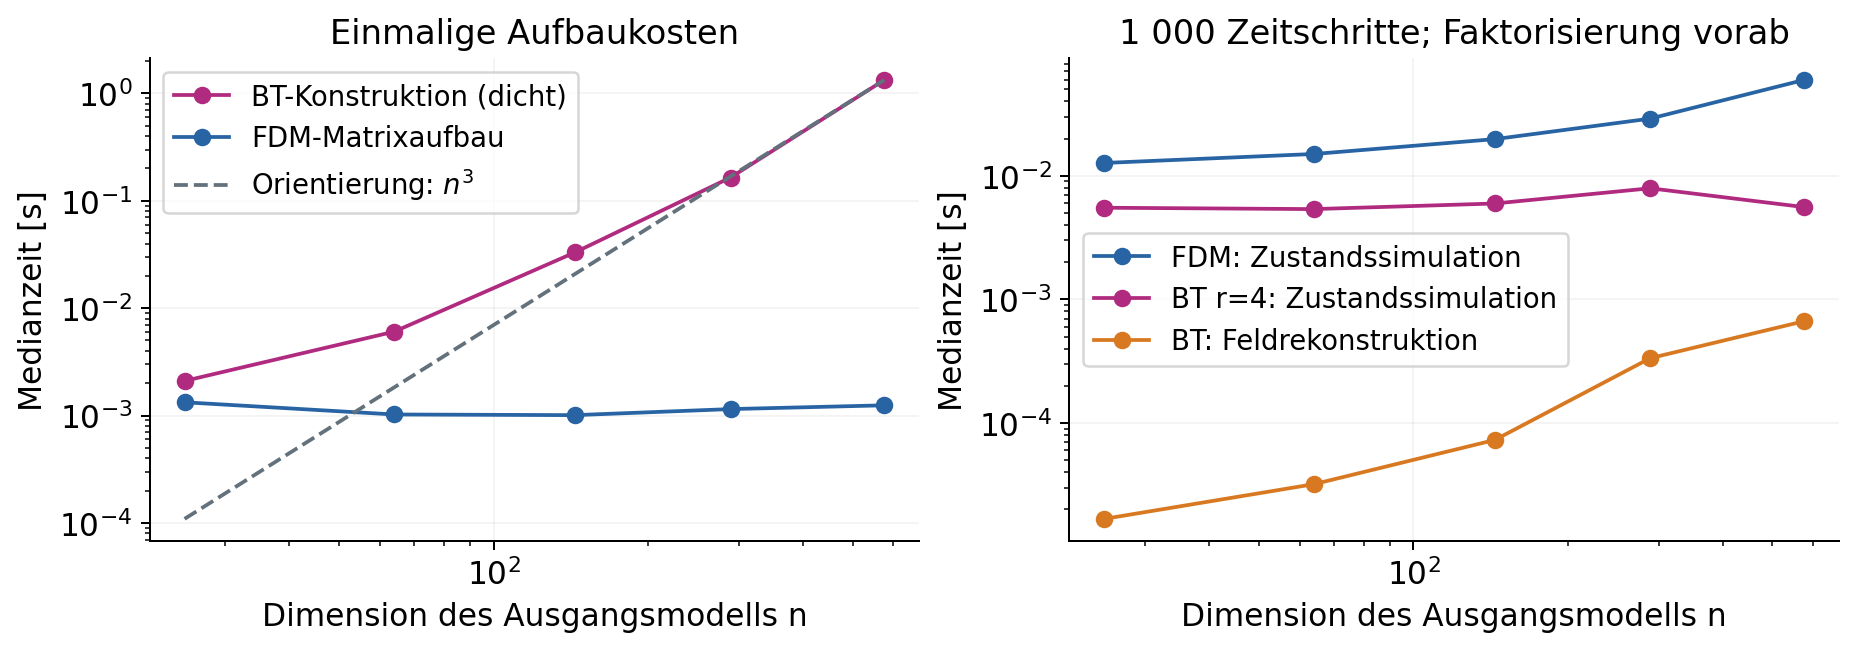 Einmalige Aufbaukosten
BT-Konstruktion (dicht)
FDM-Matrixaufbau
Orientierung: n³
Medianzeit [s]
10⁰
10⁻¹
10⁻²
10⁻³
10⁻⁴
10²
Dimension des Ausgangsmodells n
1 000 Zeitschritte; Faktorisierung vorab
Medianzeit [s]
10⁻²
10⁻³
10⁻⁴
FDM: Zustandssimulation
BT r=4: Zustandssimulation
BT: Feldrekonstruktion
10²
Dimension des Ausgangsmodells n